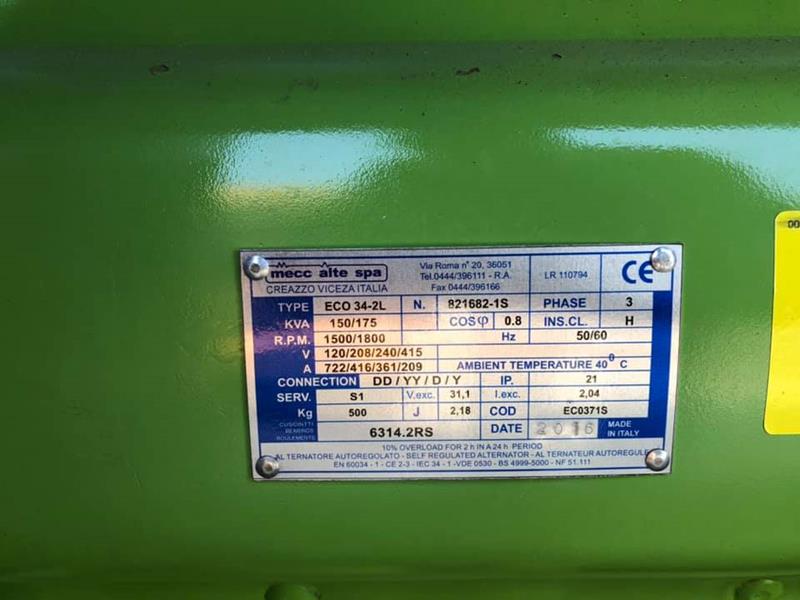 mecc alte spa
CREAZZO VICEZA ITALIA
Via Roma n° 20, 36051
Tel.0444/396111 - R.A.
Fax 0444/396166
LR 110794
CE
TYPE ECO 34-2L N. 821682-1S PHASE 3
KVA 150/175 COSφ 0.8 INS.CL. H
R.P.M. 1500/1800 Hz 50/60
V 120/208/240/415
A 722/416/361/209 AMBIENT TEMPERATURE 40° C
CONNECTION DD / YY / D / Y IP. 21
SERV. S1 V.exc. 31,1 I.exc. 2,04
Kg 500 J 2,18 COD EC0371S
CUSCINETTI
BEARINGS
ROULEMENTS
6314.2RS DATE 2016 MADE
IN ITALY
10% OVERLOAD FOR 2 h IN A 24 h PERIOD
ALTERNATORE AUTOREGOLATO - SELF REGULATED ALTERNATOR - ALTERNATEUR AUTOREGULE
EN 60034 - 1 - CE 2-3 - IEC 34 - 1 -VDE 0530 - BS 4999-5000 - NF 51.111
00